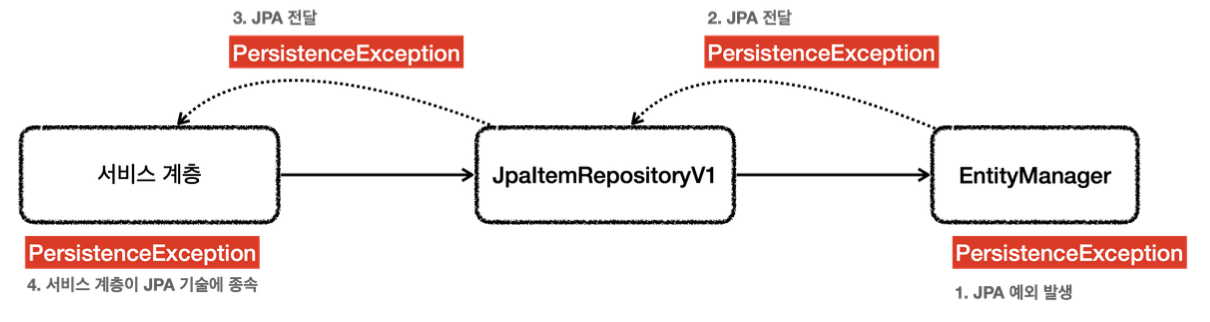 3. JPA 전달
PersistenceException
2. JPA 전달
PersistenceException
서비스 계층
JpaItemRepositoryV1
EntityManager
PersistenceException
4. 서비스 계층이 JPA 기술에 종속
PersistenceException
1. JPA 예외 발생